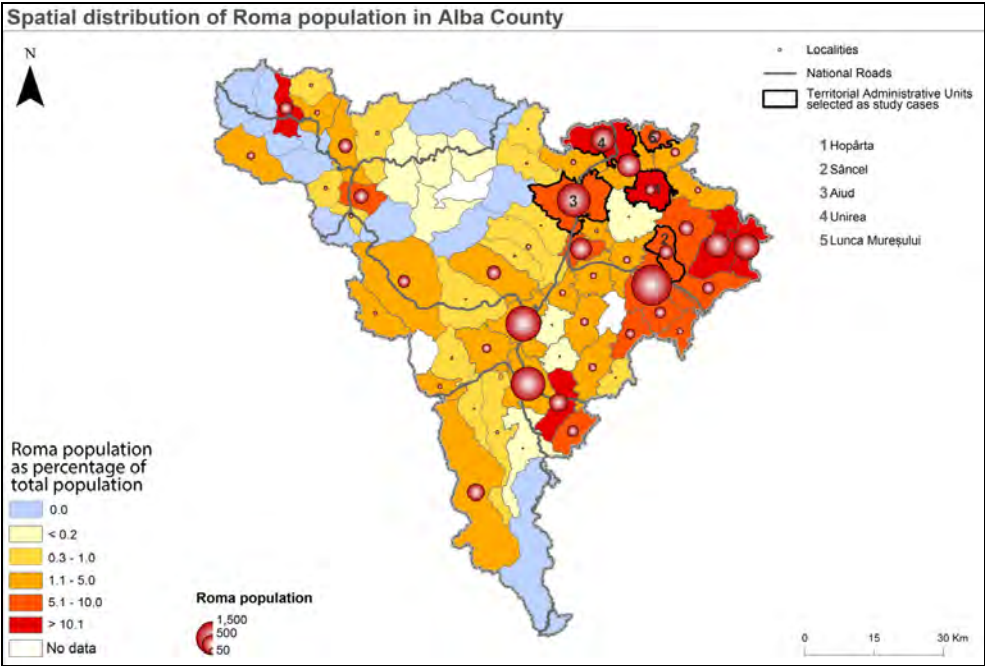 Spatial distribution of Roma population in Alba County
N
Localities
National Roads
Territorial Administrative Units
selected as study cases
1 Hopârta
2 Sâncel
3 Aiud
4 Unirea
5 Lunca Mureșului
4
5
1
3
2
Roma population
as percentage of
total population
0.0
< 0.2
0.3 - 1.0
1.1 - 5.0
5.1 - 10.0
> 10.1
No data
Roma population
1,500
500
50
0 15 30 Km